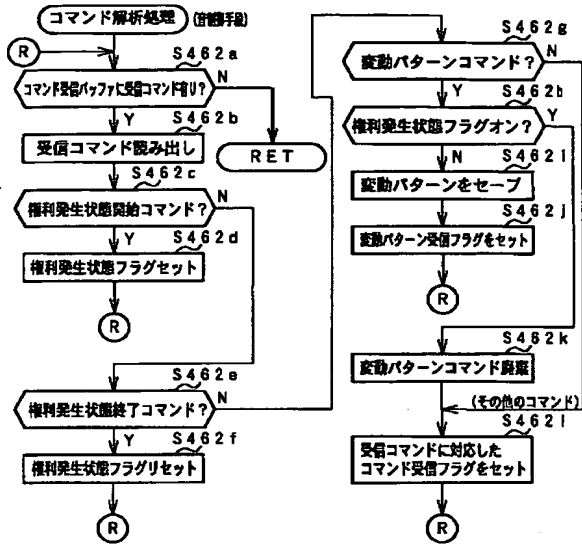 コマンド解析処理
(音制御手段)
R
S462a
コマンド受信バッファに受信コマンド有り?
N
Y
S462b
受信コマンド読み出し
RET
S462c
権利発生状態開始コマンド?
N
Y
S462d
権利発生状態フラグセット
R
S462e
権利発生状態終了コマンド?
N
Y
S462f
権利発生状態フラグリセット
R
S462g
変動パターンコマンド?
N
Y
S462h
権利発生状態フラグオン?
Y
N
S462i
変動パターンをセーブ
S462j
変動パターン受信フラグをセット
R
S462k
変動パターンコマンド廃棄
(その他のコマンド)
S462l
受信コマンドに対応した
コマンド受信フラグをセット
R